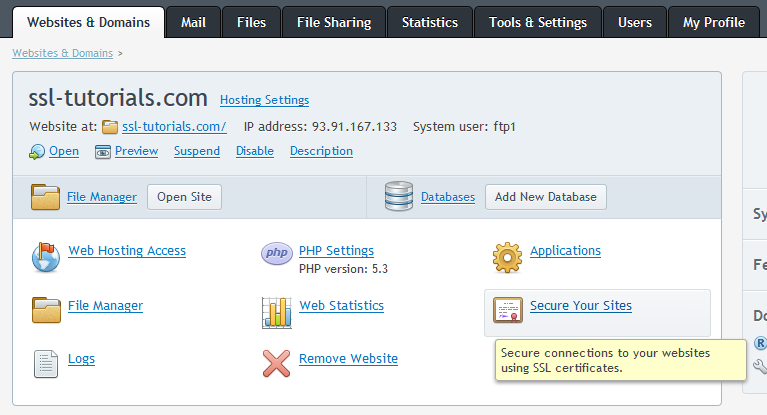 Websites & Domains Mail Files File Sharing Statistics Tools & Settings Users My Profile
Websites & Domains >
ssl-tutorials.com Hosting Settings
Website at: ssl-tutorials.com/ IP address: 93.91.167.133 System user: ftp1
Open Preview Suspend Disable Description
File Manager Open Site Databases Add New Database
Web Hosting Access PHP Settings Applications
php
PHP version: 5.3
File Manager Web Statistics Secure Your Sites
Logs Remove Website
Secure connections to your websites
using SSL certificates.